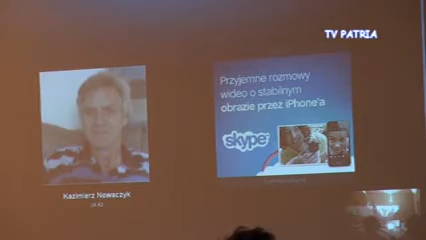 TV PATRIA
Przyjemne rozmowy
wideo o stabilnym
obrazie przez iPhone'a
skype
Kazimierz Nowaczyk